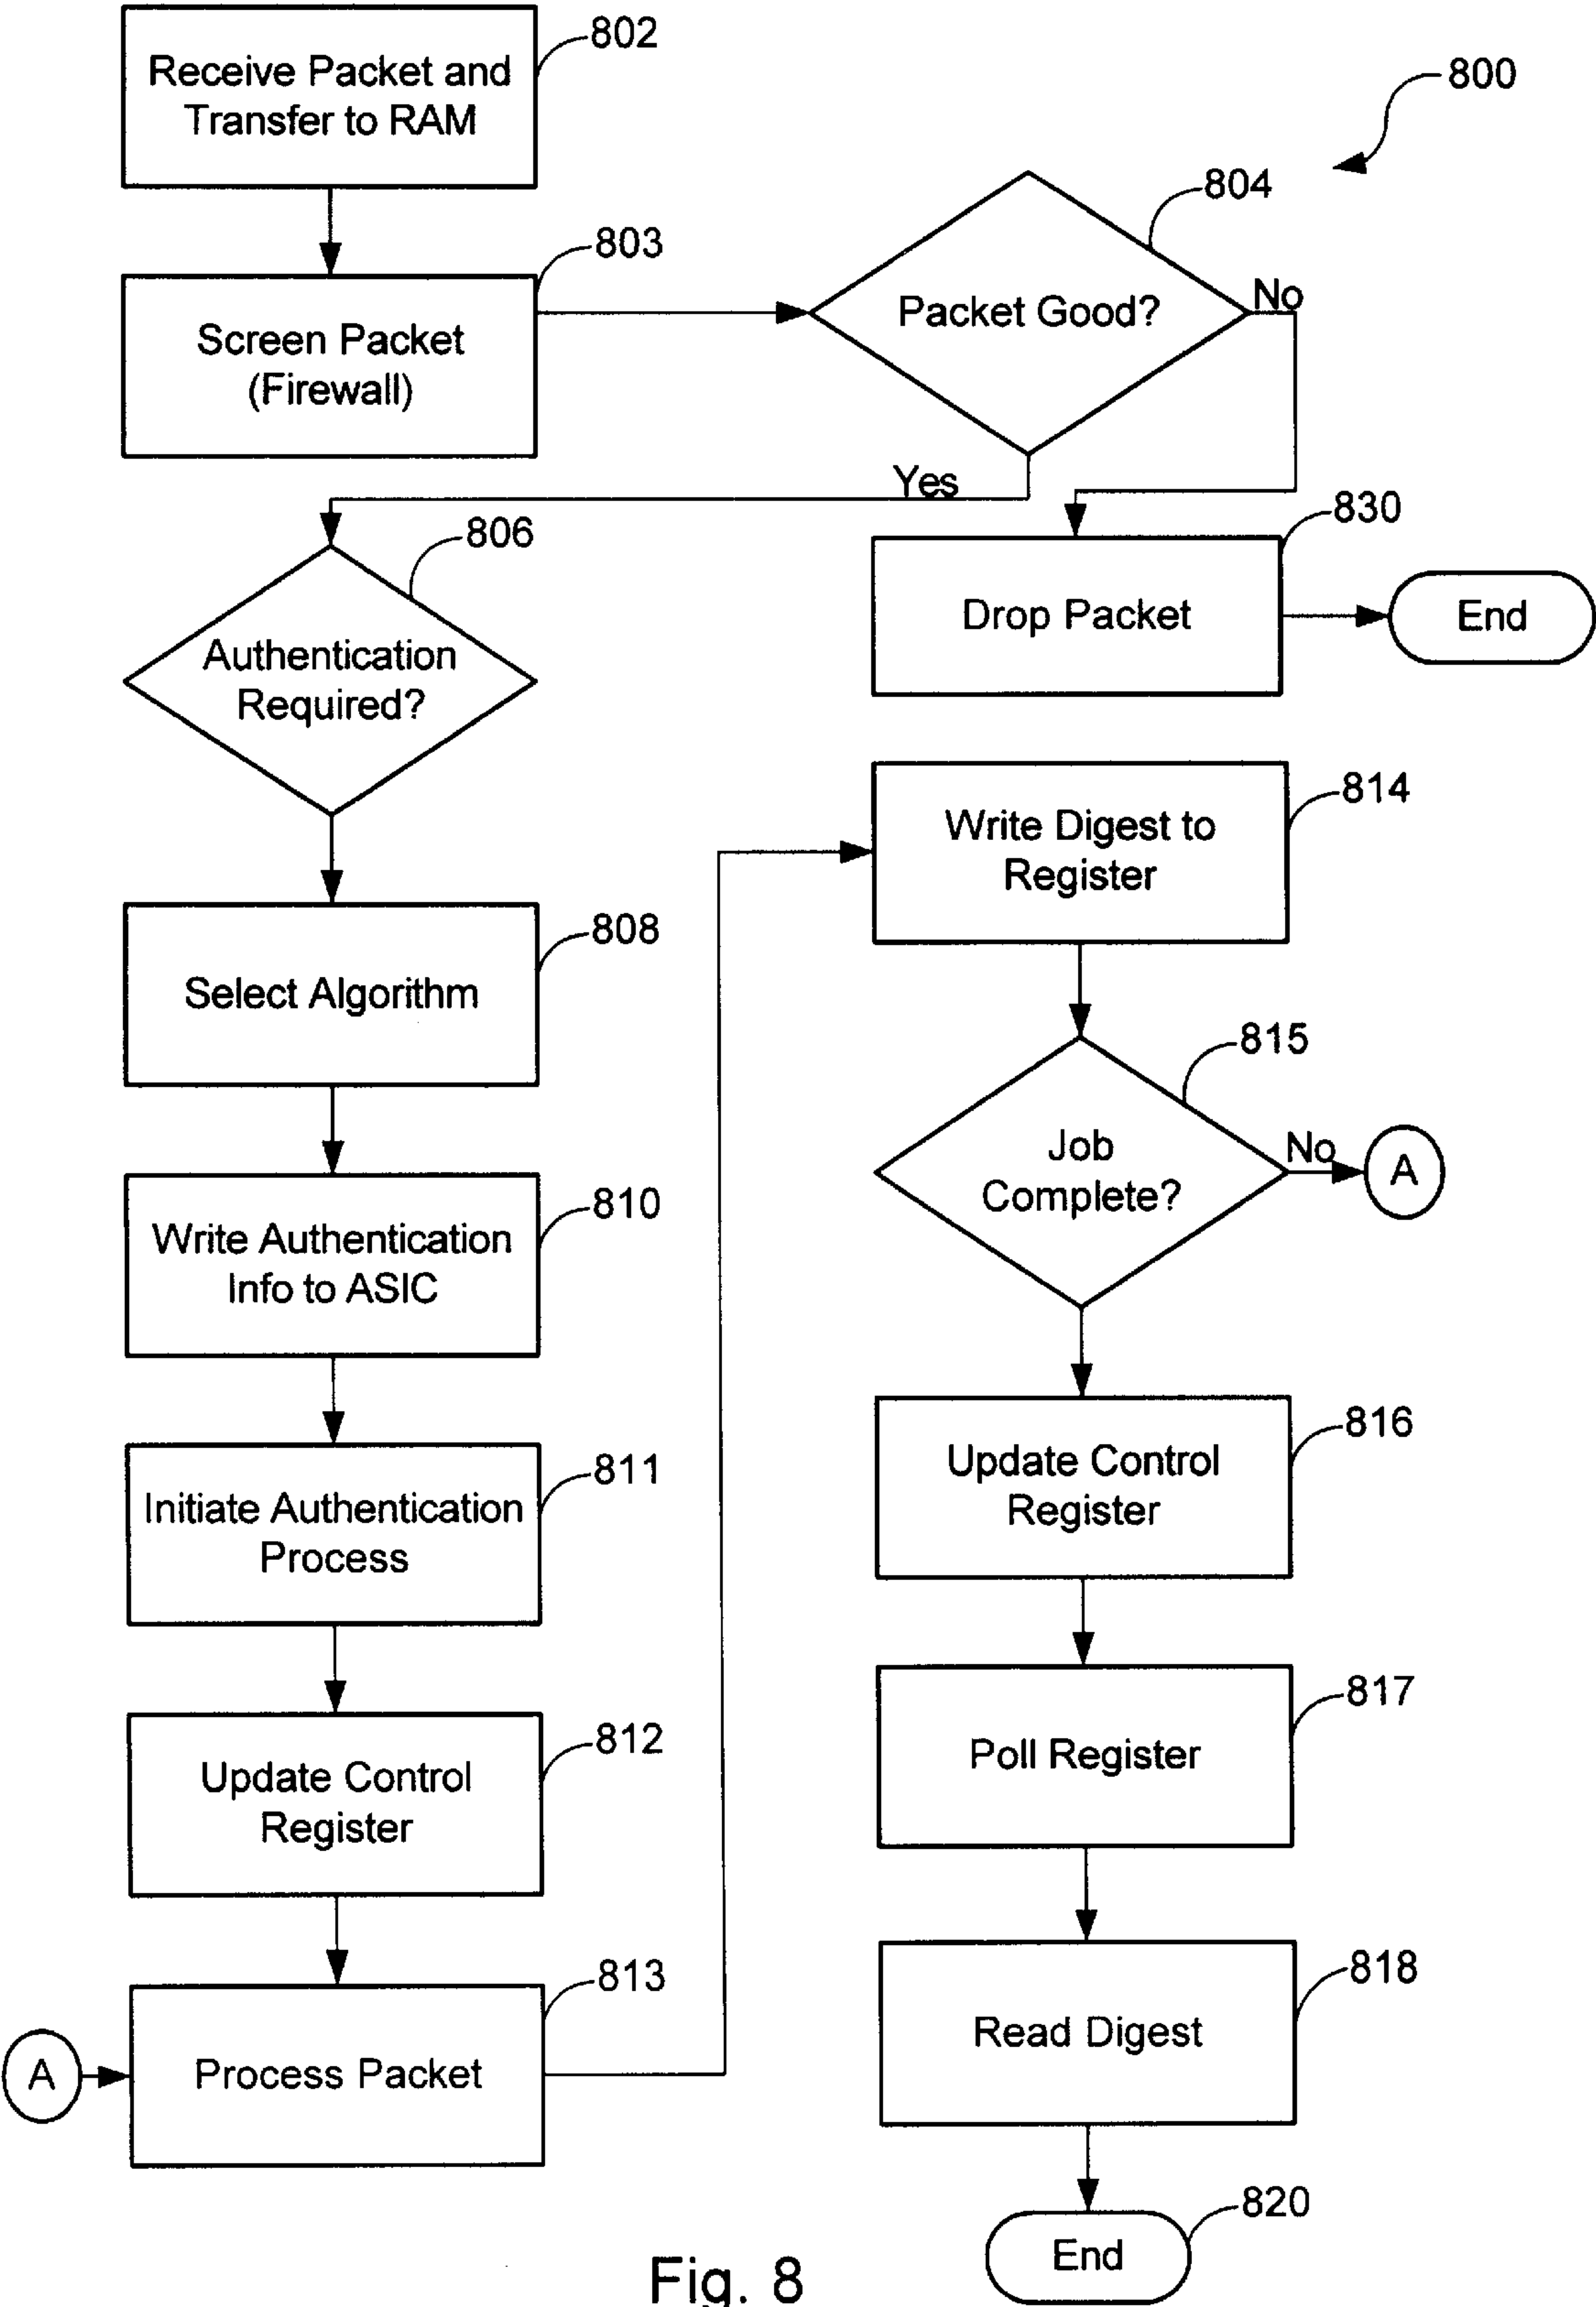 802
Receive Packet and
Transfer to RAM
800
804
803
Packet Good?
No
Screen Packet
(Firewall)
Yes
806
830
Drop Packet
End
Authentication
Required?
814
Write Digest to
Register
808
Select Algorithm
815
Job
Complete?
No
A
810
Write Authentication
Info to ASIC
816
Update Control
Register
811
Initiate Authentication
Process
817
Poll Register
812
Update Control
Register
818
Read Digest
813
A
Process Packet
820
End
Fig. 8